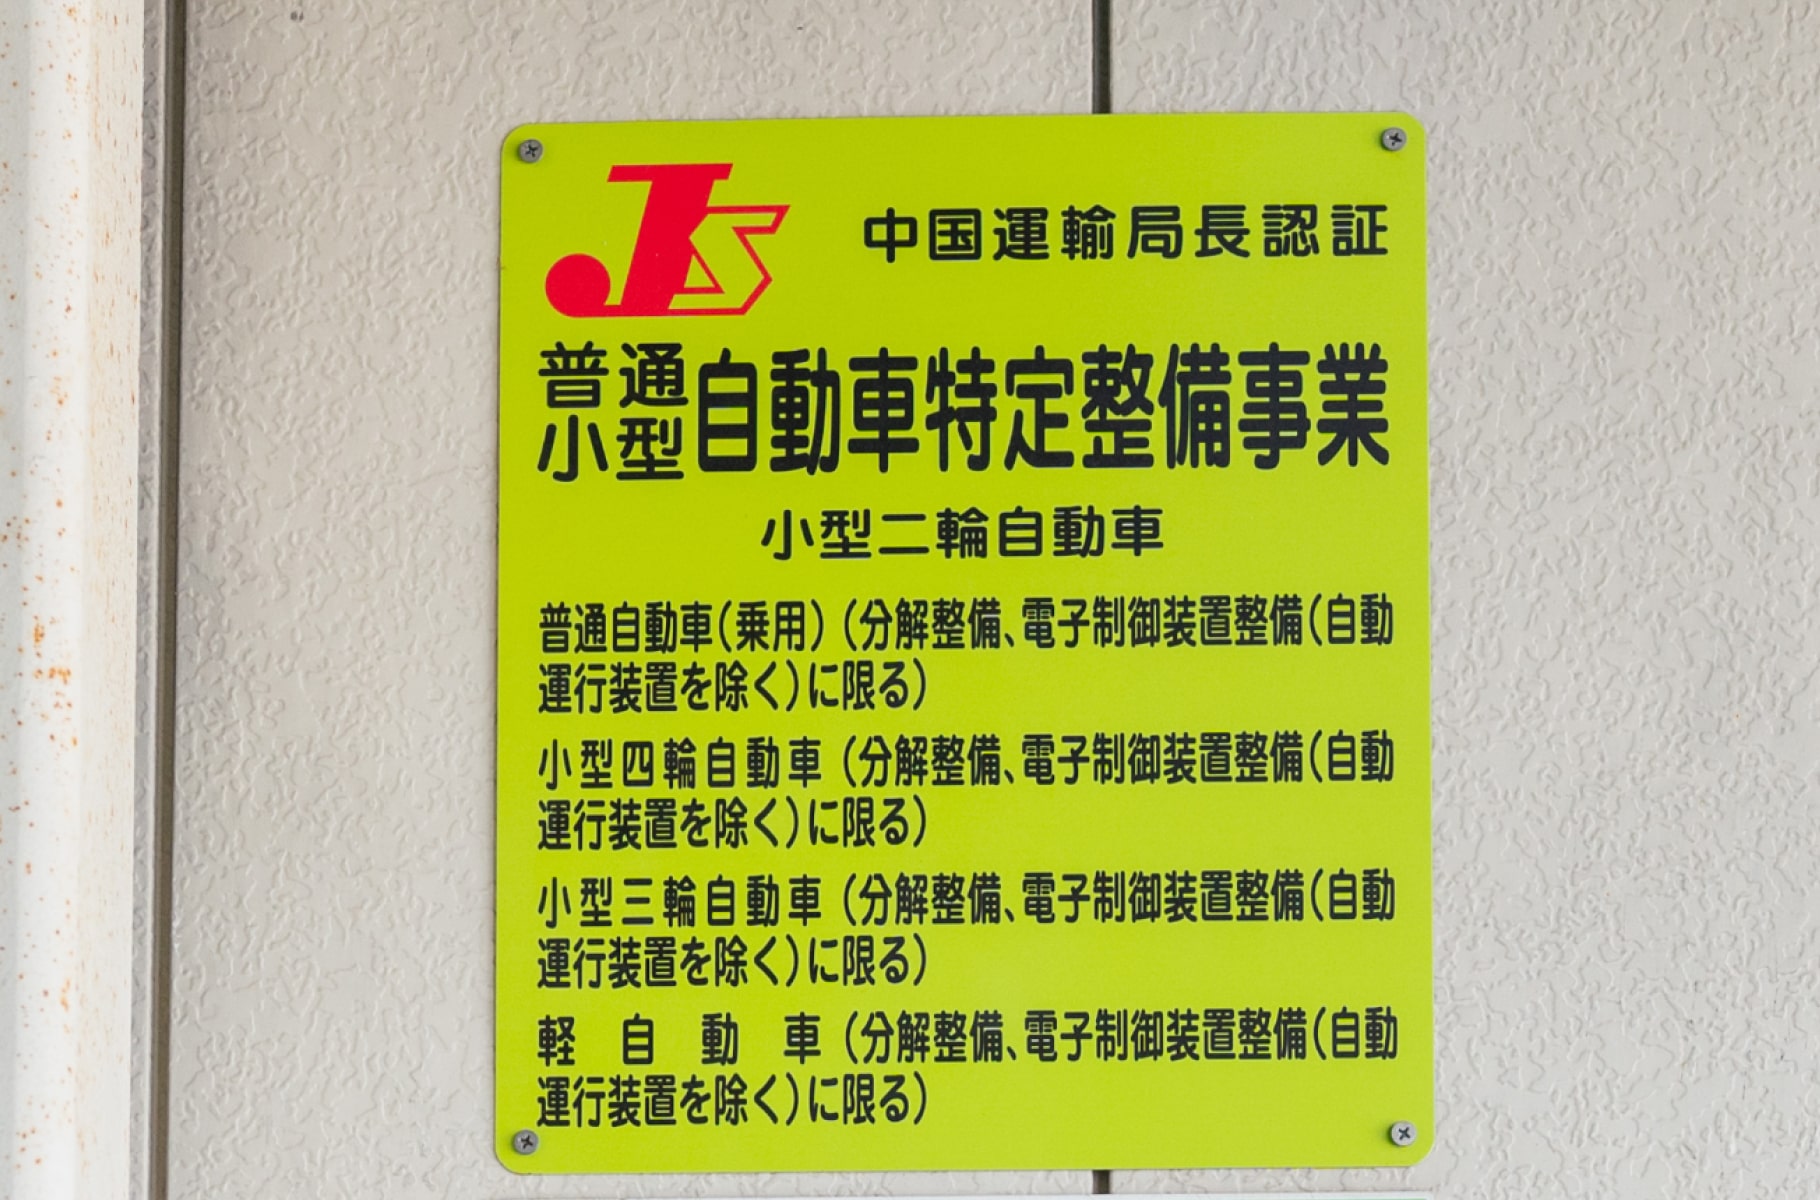 JS
中国運輸局長認証
普通
小型
自動車特定整備事業
小型二輪自動車
普通自動車(乗用)(分解整備、電子制御装置整備(自動
運行装置を除く)に限る)
小型四輪自動車(分解整備、電子制御装置整備(自動
運行装置を除く)に限る)
小型三輪自動車(分解整備、電子制御装置整備(自動
運行装置を除く)に限る)
軽自動車(分解整備、電子制御装置整備(自動
運行装置を除く)に限る)